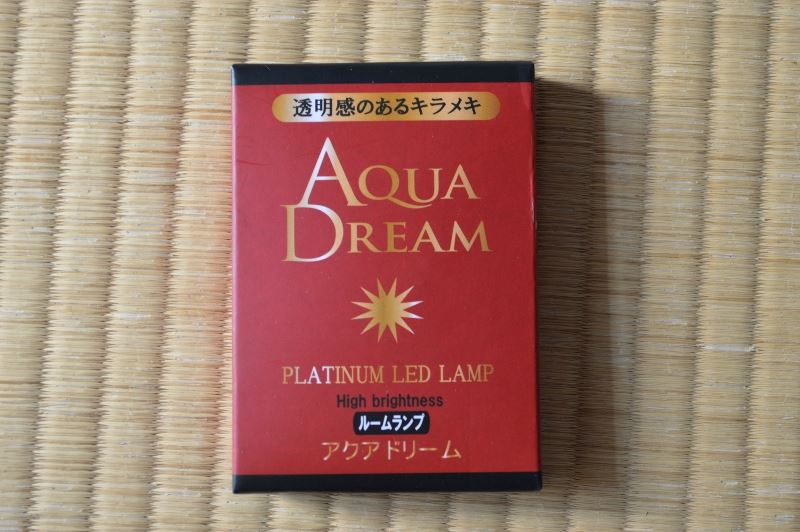 透明感のあるキラメキ
AQUA
DREAM
PLATINUM LED LAMP
High brightness
ルームランプ
アクアドリーム